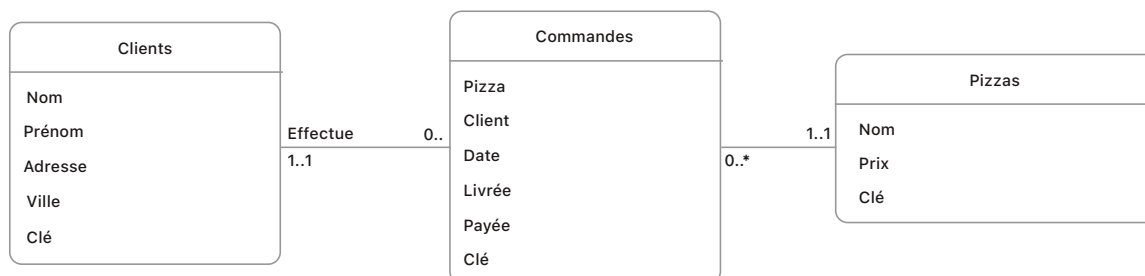 Clients
Nom
Prénom
Adresse
Ville
Clé
Effectue
1..1
0..
Commandes
Pizza
Client
Date
Livrée
Payée
Clé
0..*
1..1
Pizzas
Nom
Prix
Clé